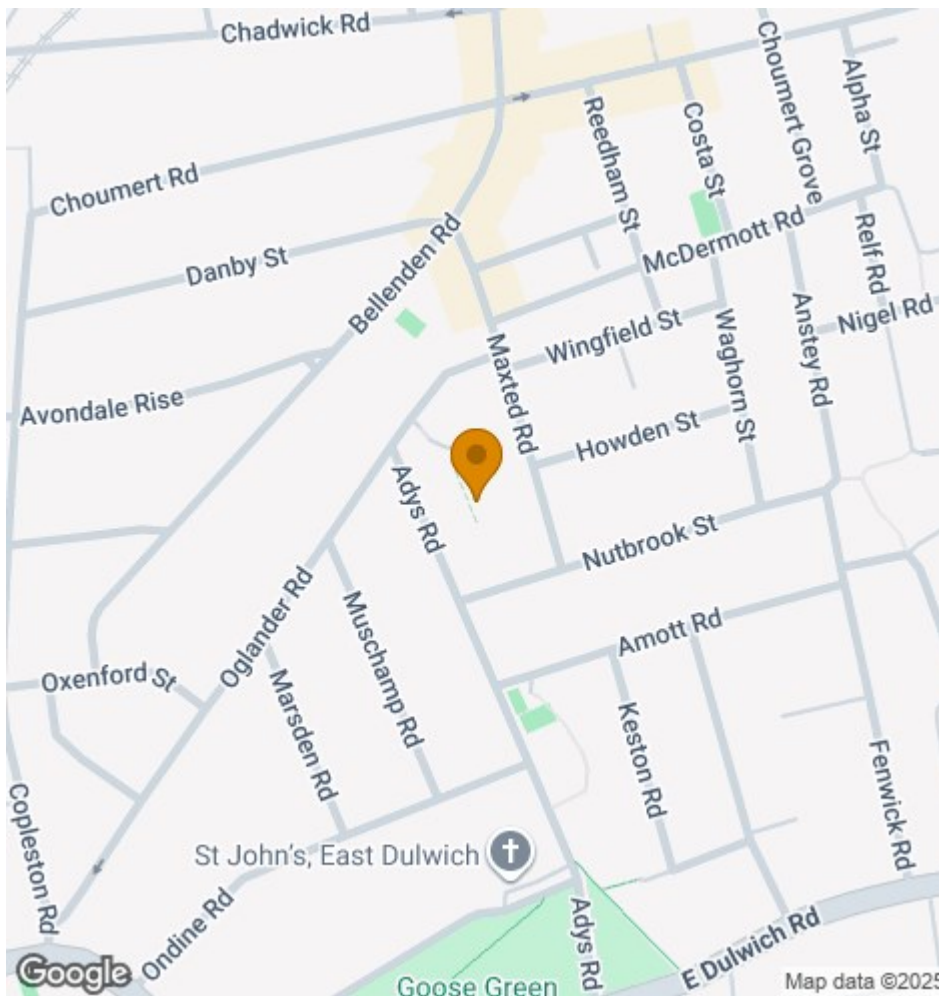 Chadwick Rd
Choumert Grove
Alpha St
Choumert Rd
Reedham St
Costa St
Danby St
Bellenden Rd
McDermott Rd
Relf Rd
Avondale Rise
Maxted Rd
Wingfield St
Waghorn St
Anstey Rd
Nigel Rd
Howden St
Adys Rd
Nutbrook St
Oglander Rd
Muschamp Rd
Amott Rd
Oxenford St
Marsden Rd
Keston Rd
Fenwick Rd
Copleston Rd
St John's, East Dulwich
Ondine Rd
Adys Rd
E Dulwich Rd
Google
Goose Green
Map data ©2025